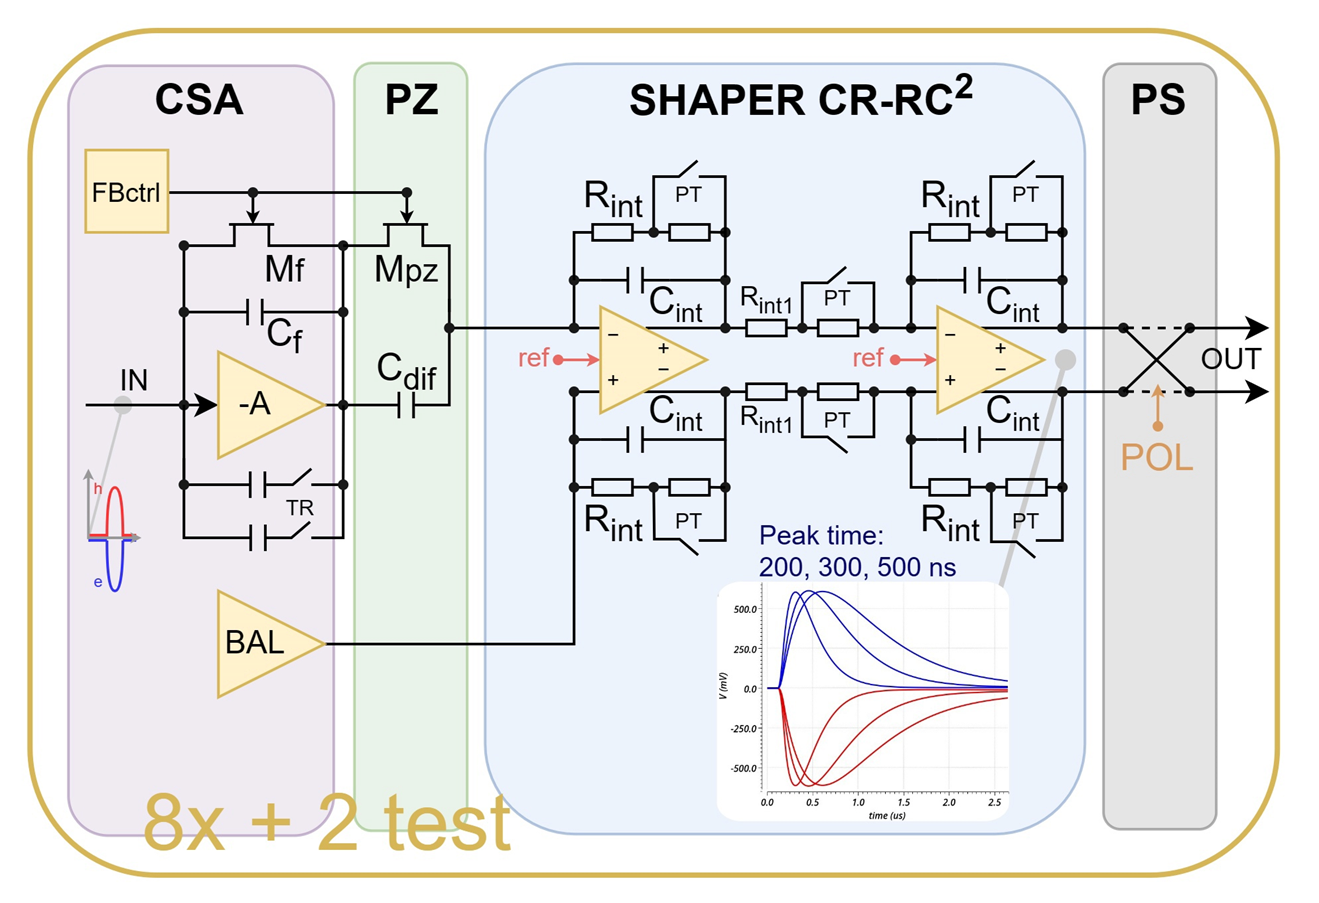 CSA
PZ
SHAPER CR-RC²
PS
FBctrl
Mf
Mpz
Cf
Cdif
IN
-A
TR
h
e
BAL
Rint
PT
Cint
Rint1
PT
Rint
PT
Cint
ref
−
+
+
−
ref
−
+
+
−
OUT
POL
Cint
Rint1
PT
Cint
Rint
PT
Rint
PT
Peak time:
200, 300, 500 ns
500.0
250.0
0.0
-250.0
-500.0
V (mV)
0.0 0.5 1.0 1.5 2.0 2.5
time (us)
8x + 2 test